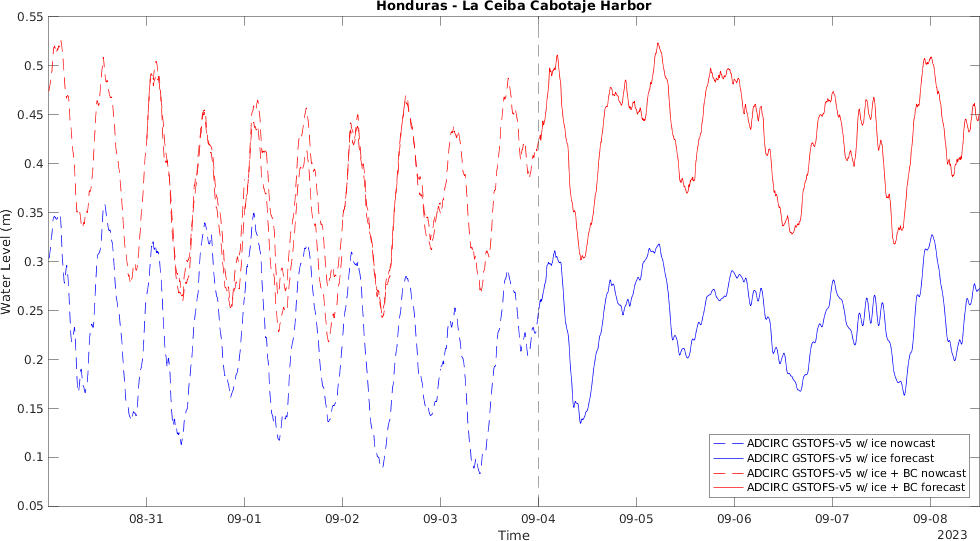 Honduras - La Ceiba Cabotaje Harbor
0.55
0.5
0.45
0.4
0.35
0.3
0.25
0.2
0.15
0.1
0.05
Water Level (m)
ADCIRC GSTOFS-v5 w/ ice nowcast
ADCIRC GSTOFS-v5 w/ ice forecast
ADCIRC GSTOFS-v5 w/ ice + BC nowcast
ADCIRC GSTOFS-v5 w/ ice + BC forecast
08-31 09-01 09-02 09-03 09-04 09-05 09-06 09-07 09-08
Time 2023